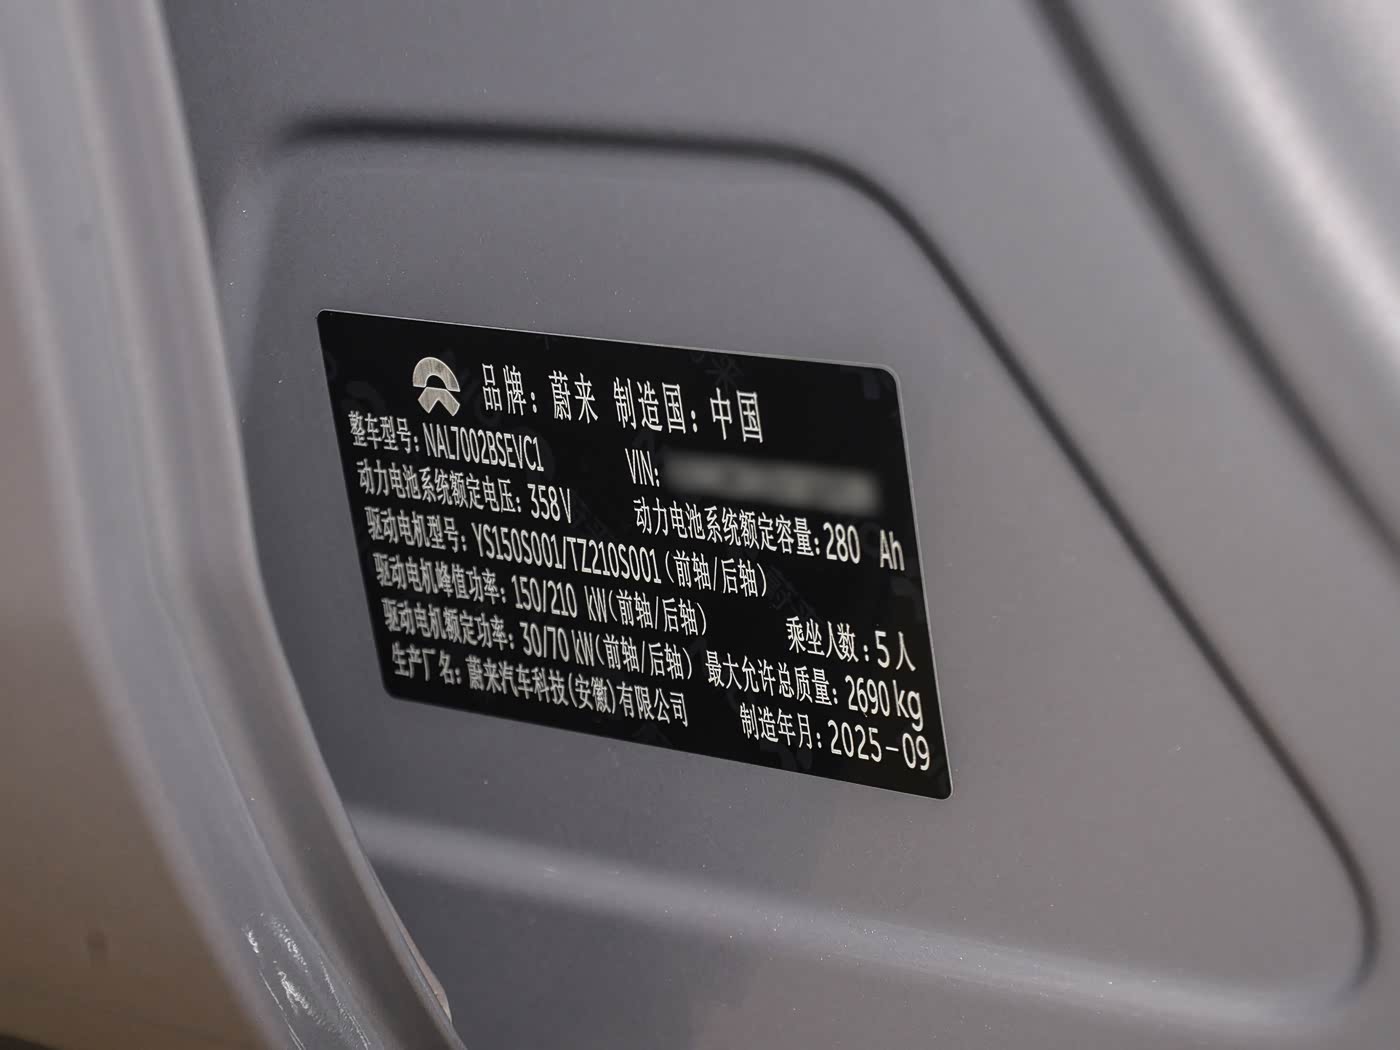 品牌：蔚来 制造国：中国
整车型号：NAL7002BSEVC1 VIN:
动力电池系统额定电压：358V 动力电池系统额定容量：280 Ah
驱动电机型号：YS150S001/TZ210S001（前轴/后轴）
驱动电机峰值功率：150/210 kW（前轴/后轴） 乘坐人数：5人
驱动电机额定功率：30/70 kW（前轴/后轴） 最大允许总质量：2690 kg
生产厂名：蔚来汽车科技（安徽）有限公司 制造年月：2025-09